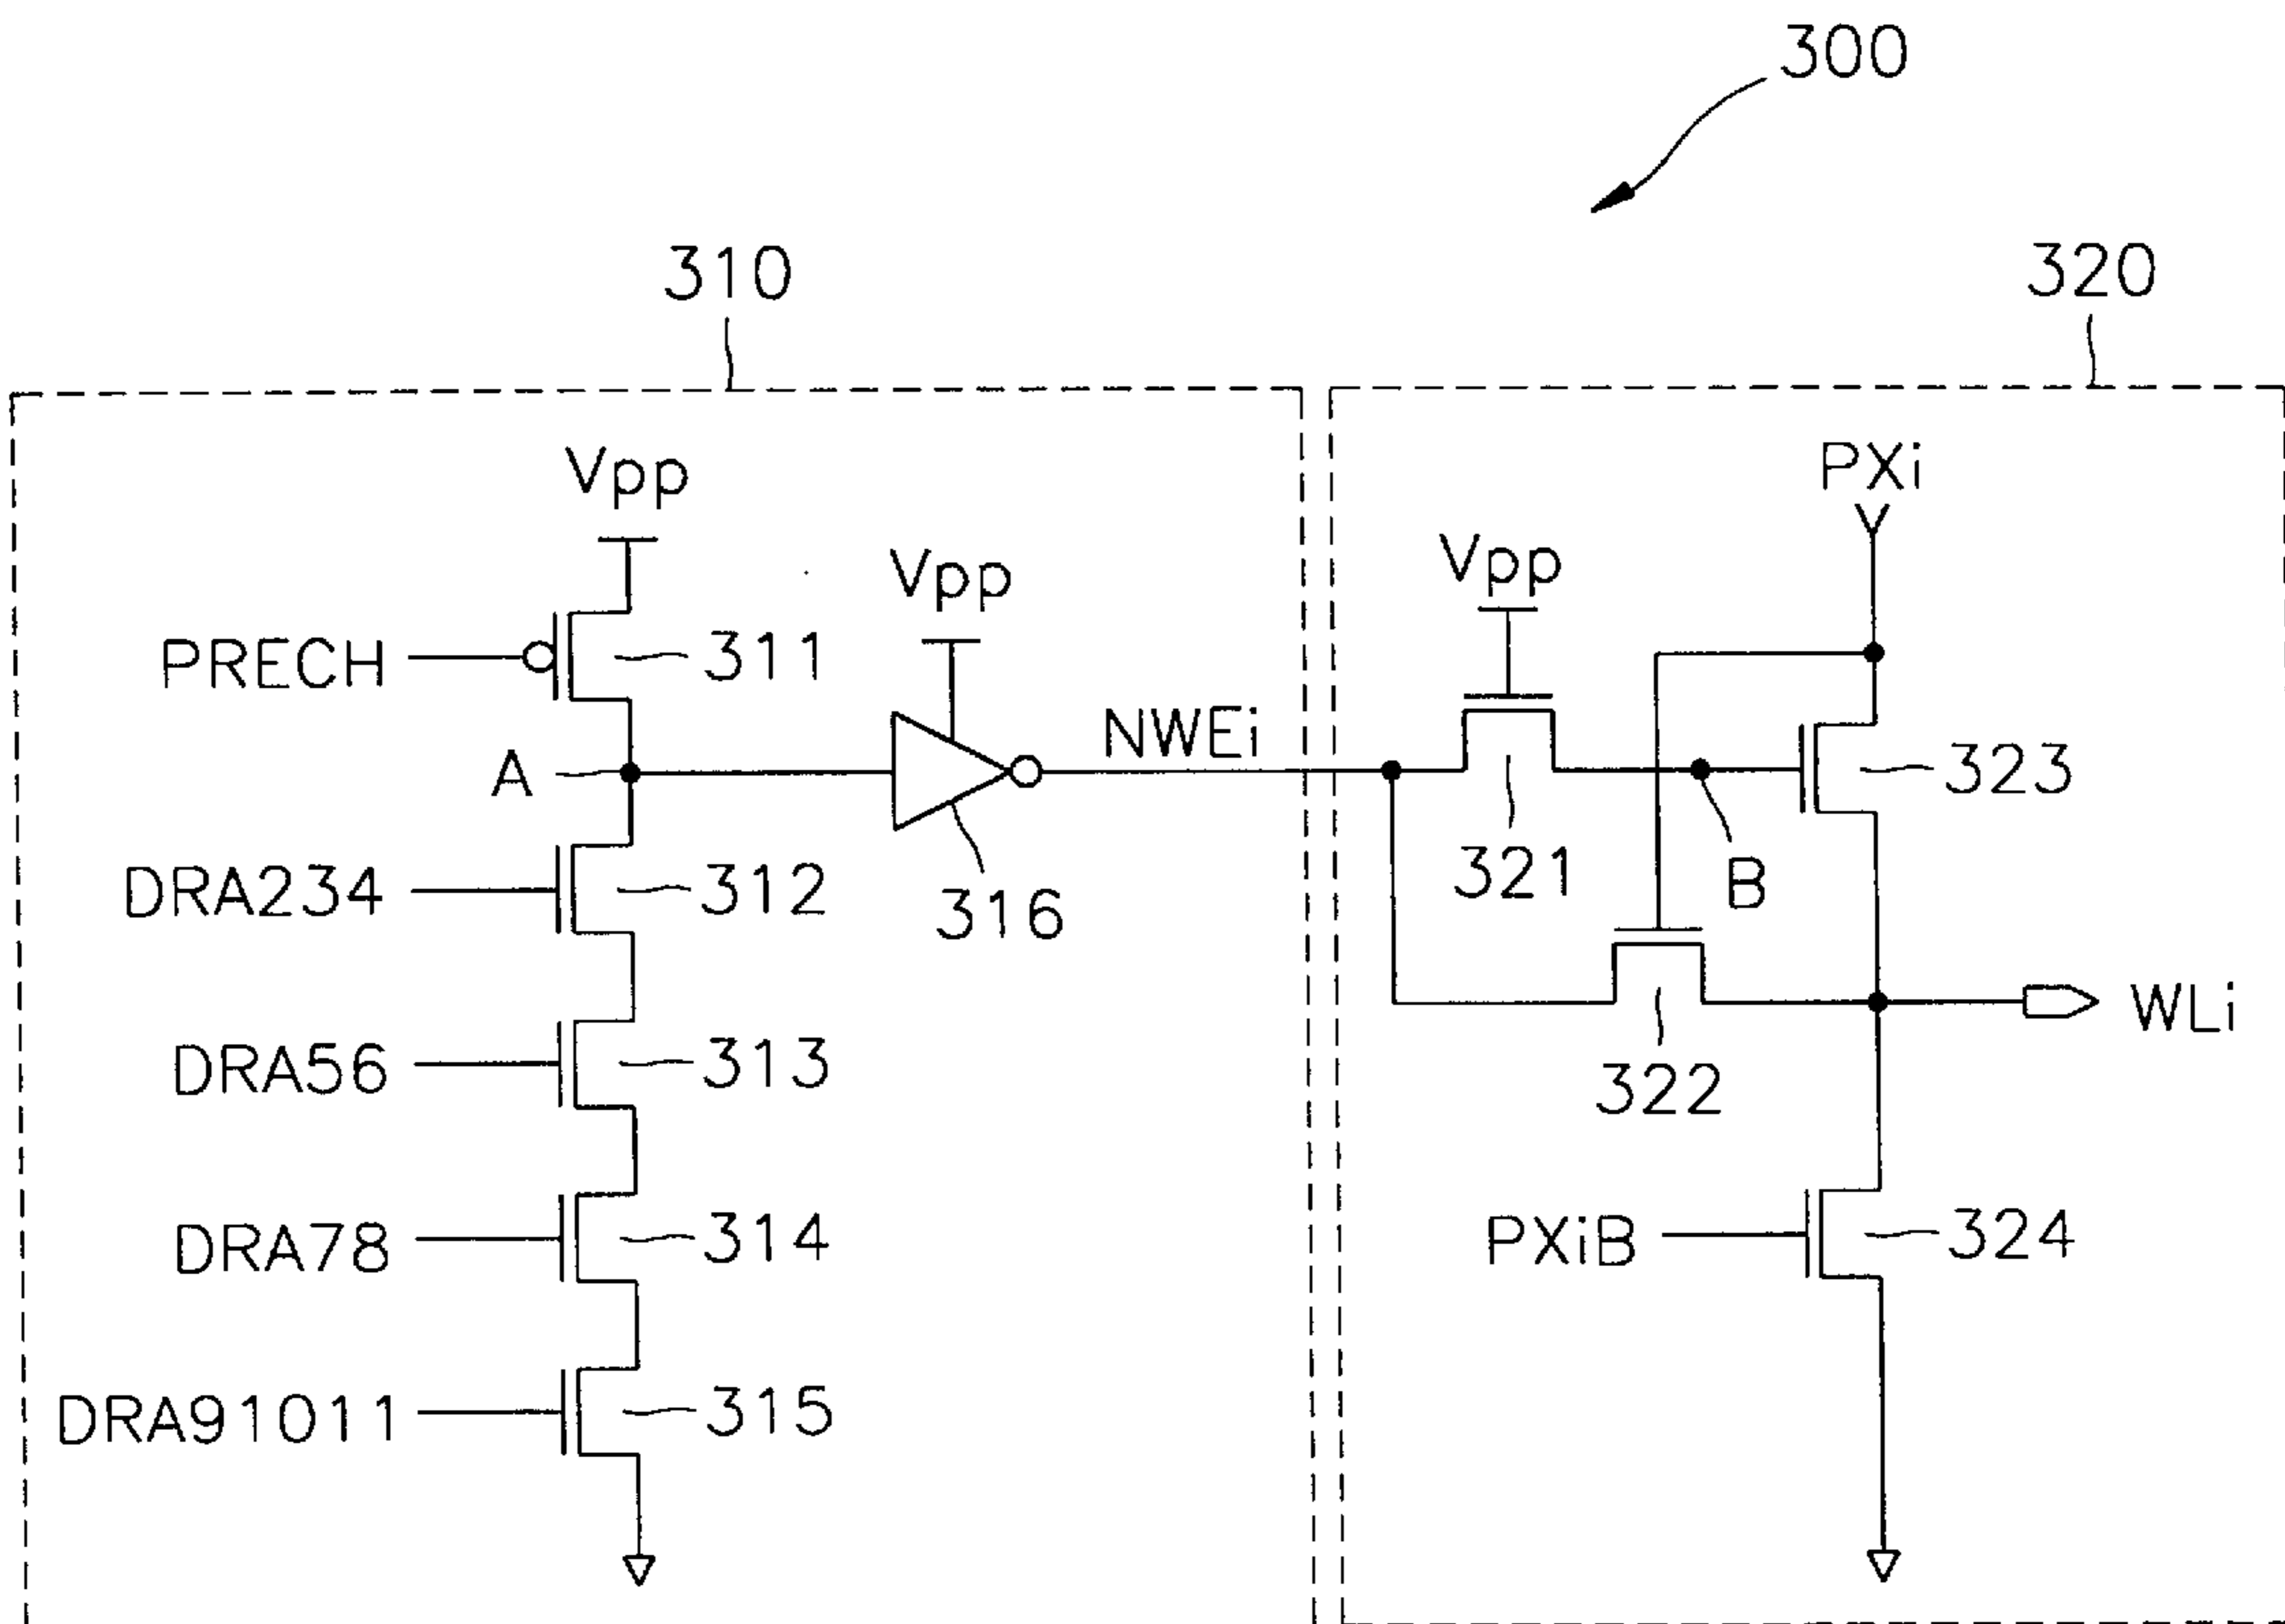 300
310
320
Vpp
PXi
Vpp
Vpp
PRECH
311
NWEi
A
323
321
B
DRA234
312
316
WLi
DRA56
313
322
DRA78
314
PXiB
324
DRA91011
315